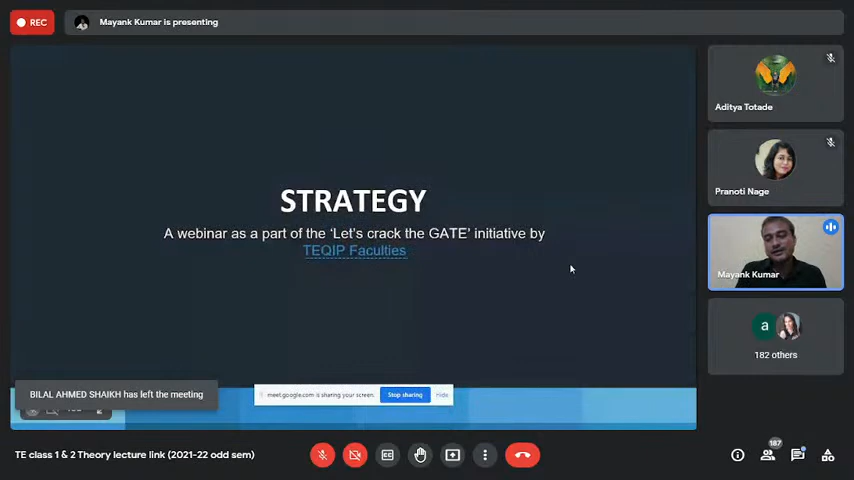 REC
Mayank Kumar is presenting
Aditya Totade
STRATEGY
Pranoti Nage
A webinar as a part of the ‘Let's crack the GATE’ initiative by
TEQIP Faculties
Mayank Kumar
a
182 others
BILAL AHMED SHAIKH has left the meeting
meet.google.com is sharing your screen.
Stop sharing
Hide
TE class 1 & 2 Theory lecture link (2021-22 odd sem)
CC
187